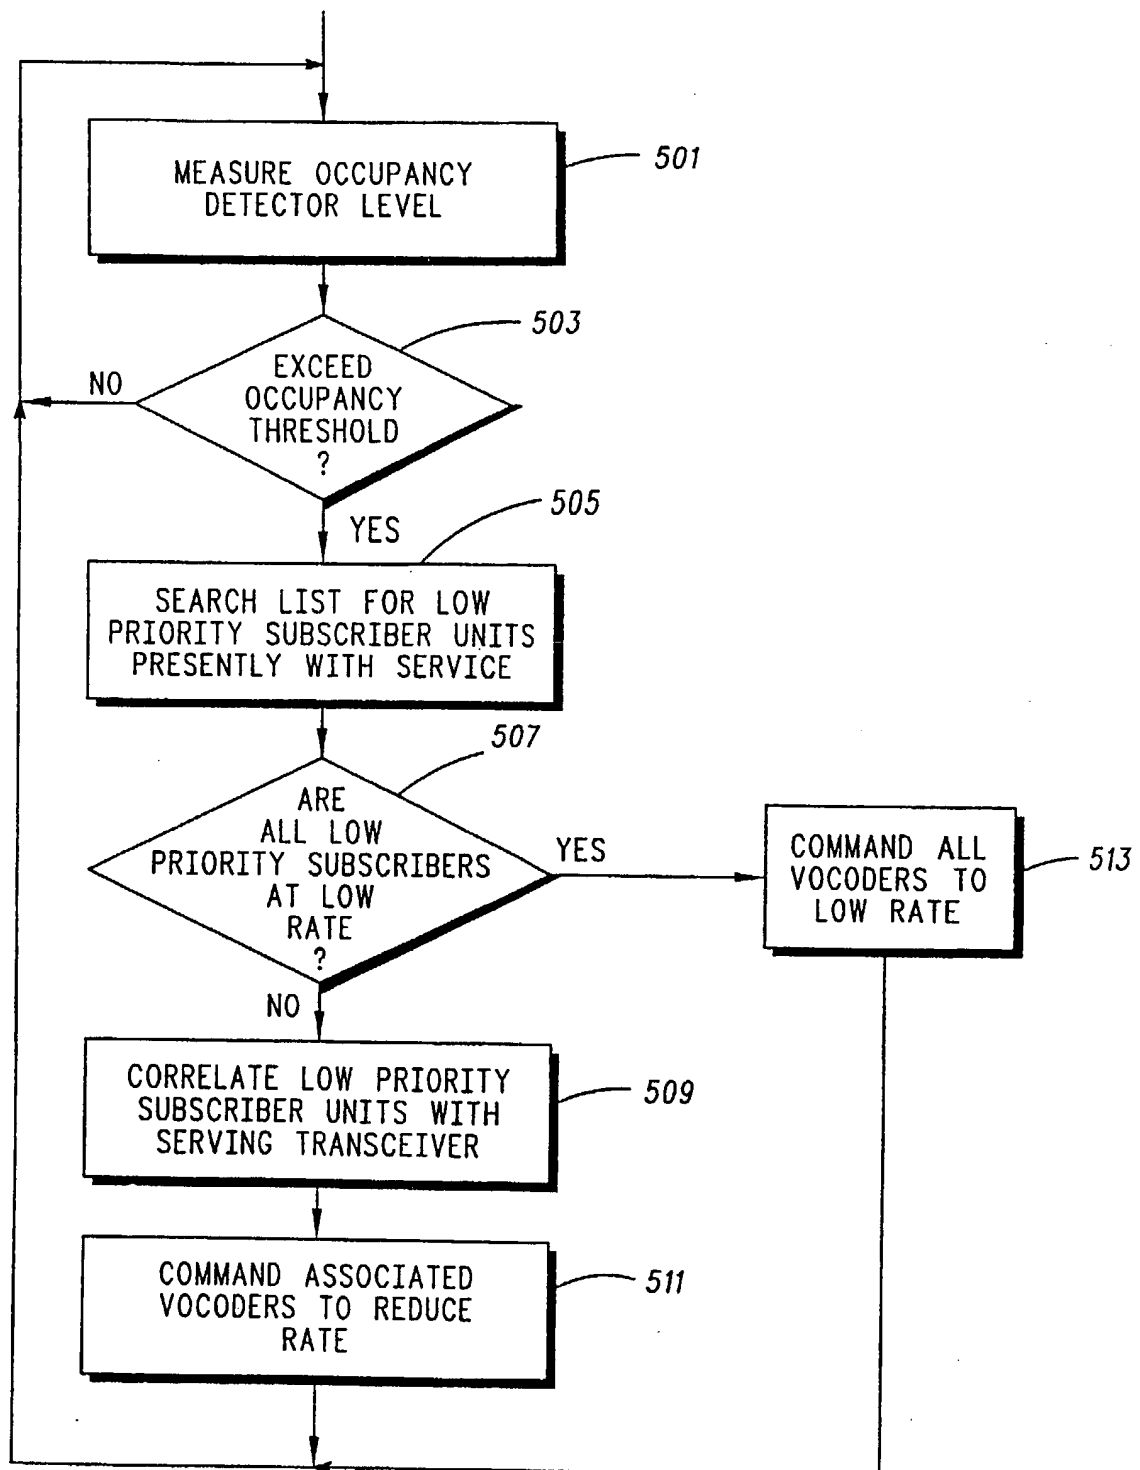 MEASURE OCCUPANCY
DETECTOR LEVEL
501
503
EXCEED
OCCUPANCY
THRESHOLD
?
NO
YES
505
SEARCH LIST FOR LOW
PRIORITY SUBSCRIBER UNITS
PRESENTLY WITH SERVICE
507
ARE
ALL LOW
PRIORITY SUBSCRIBERS
AT LOW
RATE
?
YES
COMMAND ALL
VOCODERS TO
LOW RATE
513
NO
CORRELATE LOW PRIORITY
SUBSCRIBER UNITS WITH
SERVING TRANSCEIVER
509
COMMAND ASSOCIATED
VOCODERS TO REDUCE
RATE
511